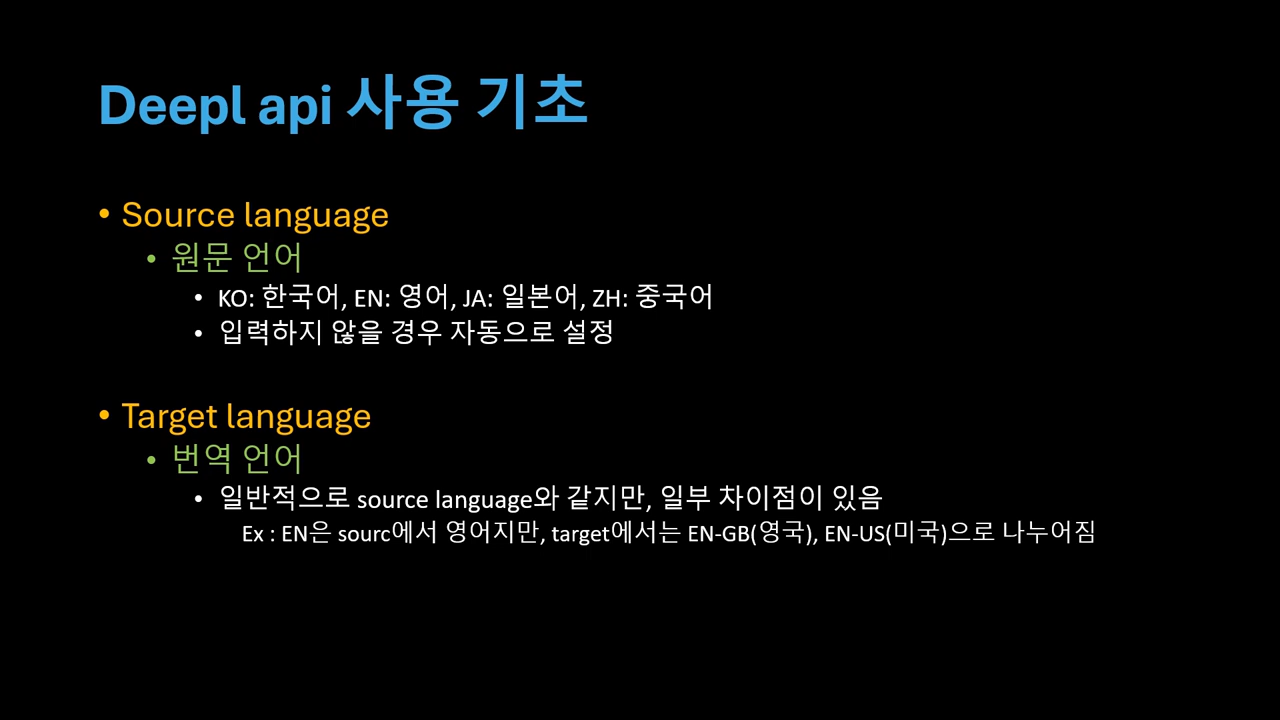 Deepl api 사용 기초
• Source language
• 원문 언어
• KO: 한국어, EN: 영어, JA: 일본어, ZH: 중국어
• 입력하지 않을 경우 자동으로 설정
• Target language
• 번역 언어
• 일반적으로 source language와 같지만, 일부 차이점이 있음
Ex : EN은 sourc에서 영어지만, target에서는 EN-GB(영국), EN-US(미국)으로 나누어짐